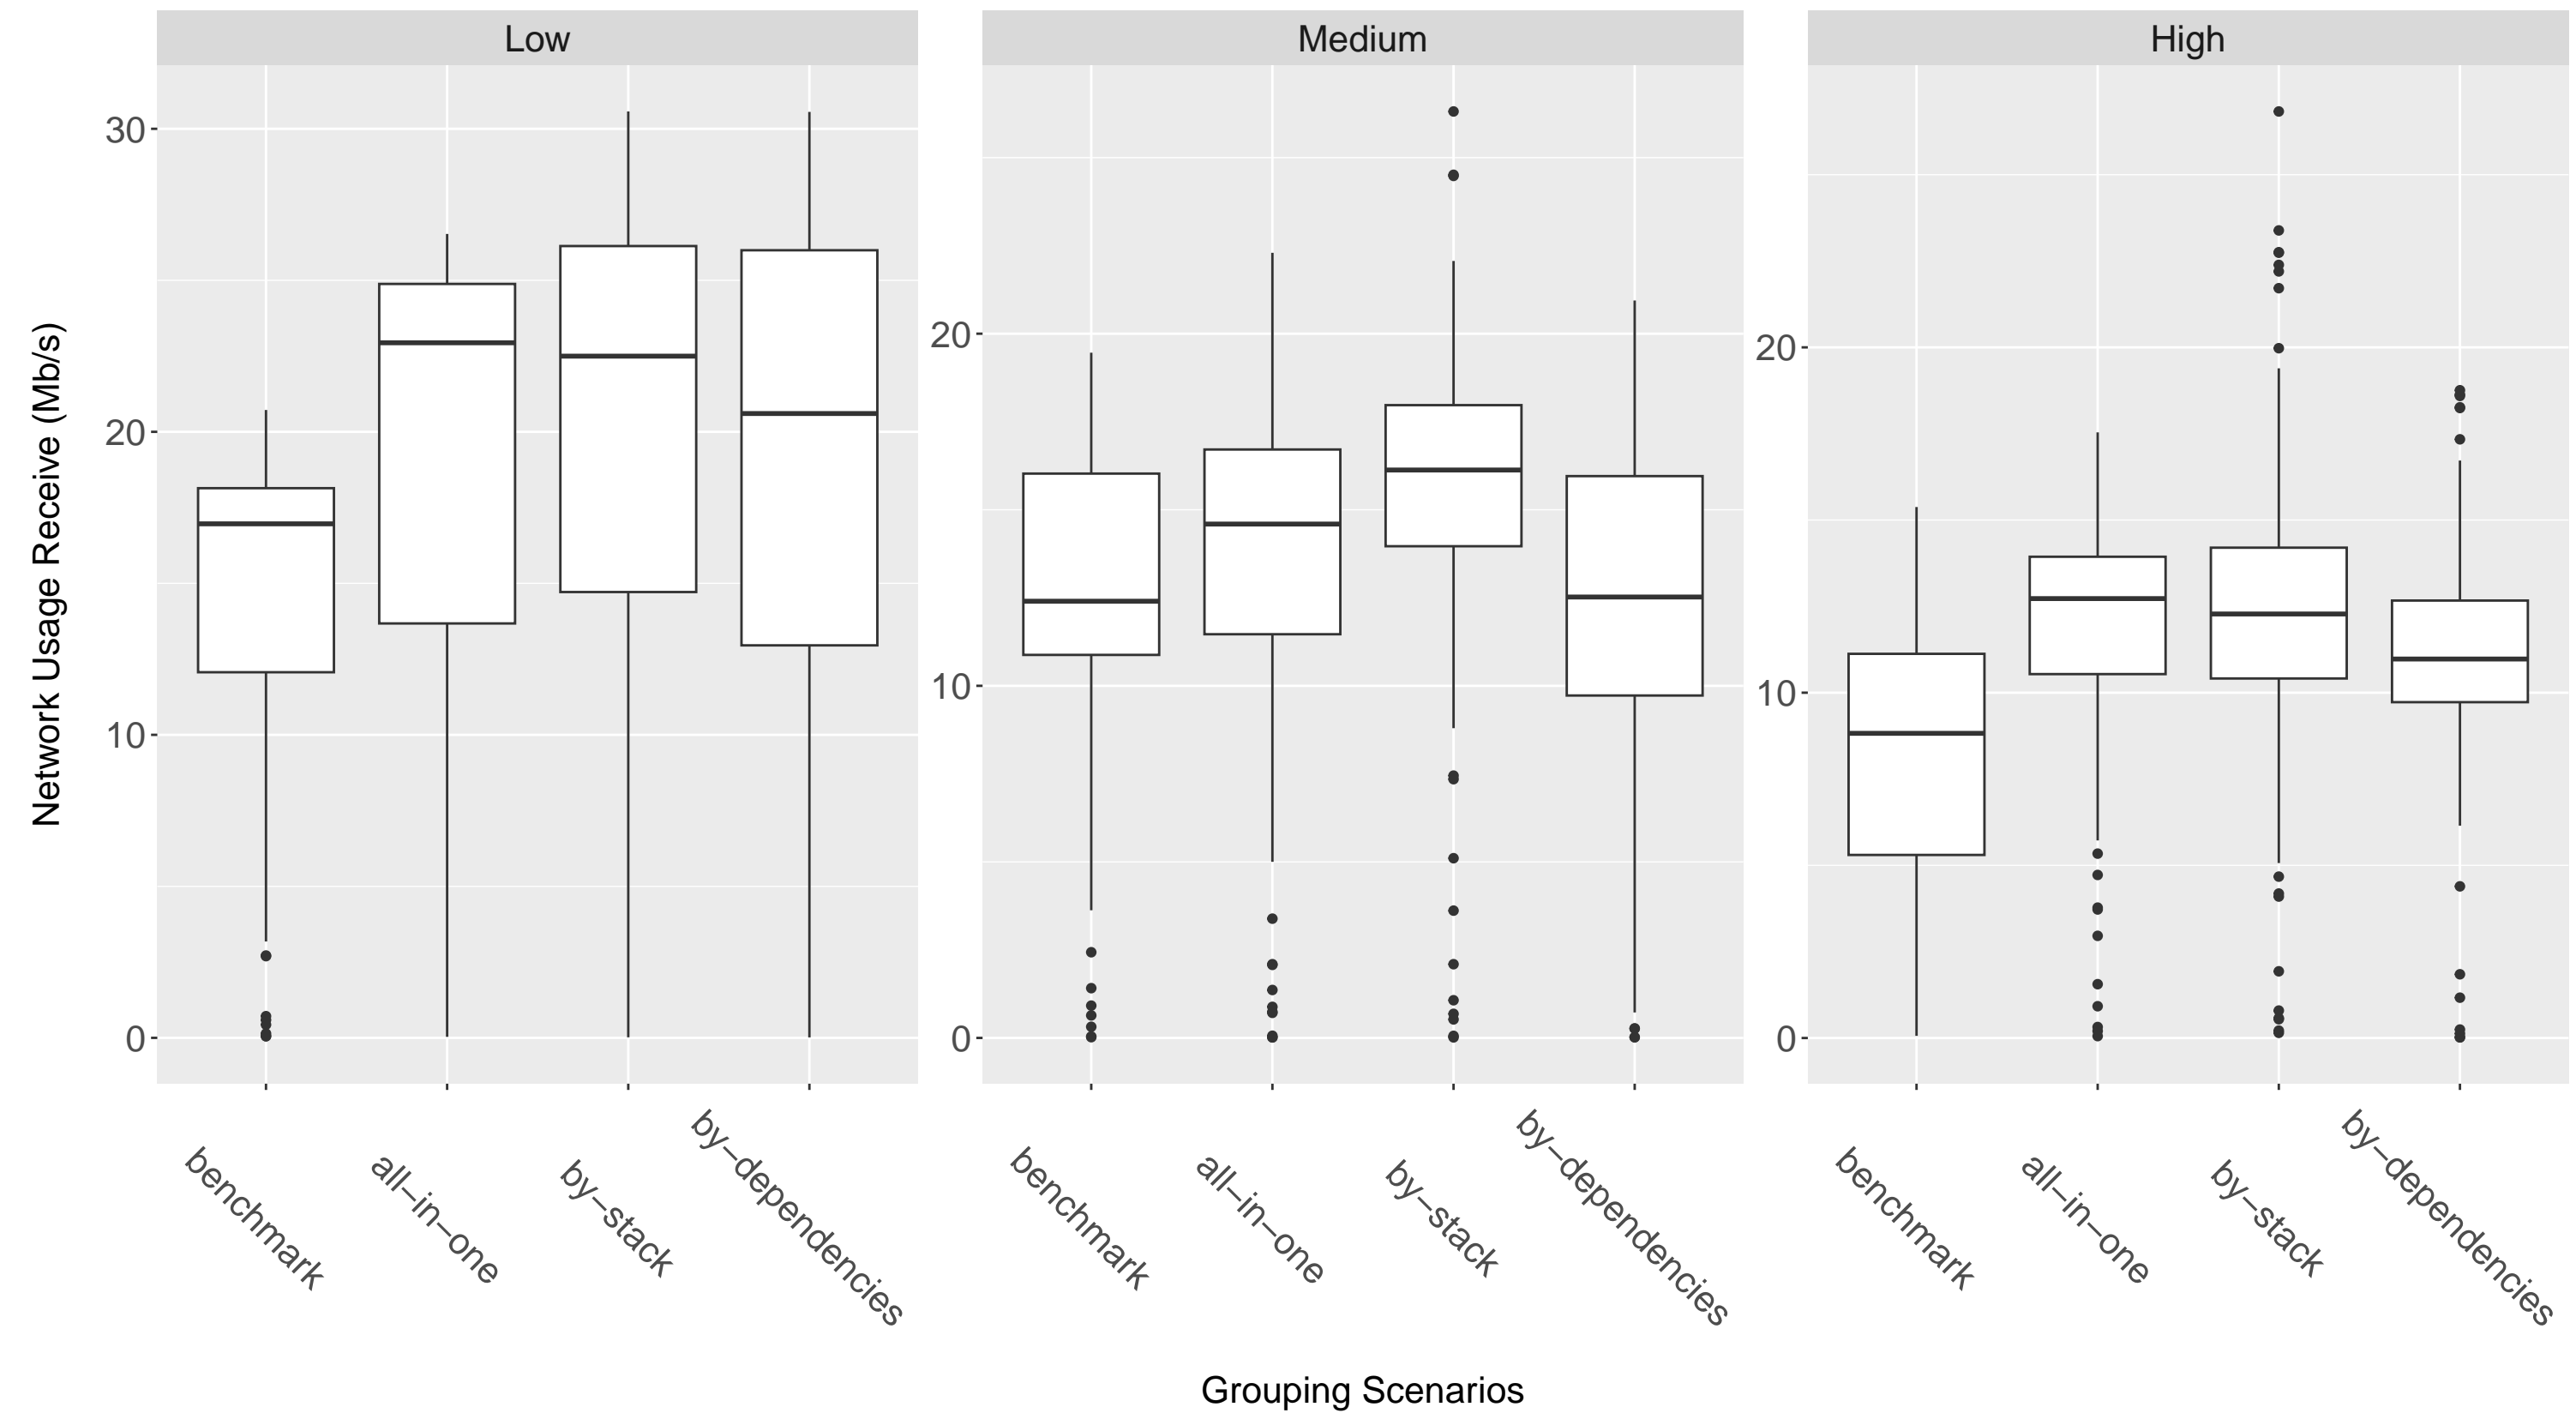 Low
Medium
High
Network Usage Receive (Mb/s)
30
20
10
0
20
10
0
20
10
0
benchmark
all−in−one
by−stack
by−dependencies
benchmark
all−in−one
by−stack
by−dependencies
benchmark
all−in−one
by−stack
by−dependencies
Grouping Scenarios